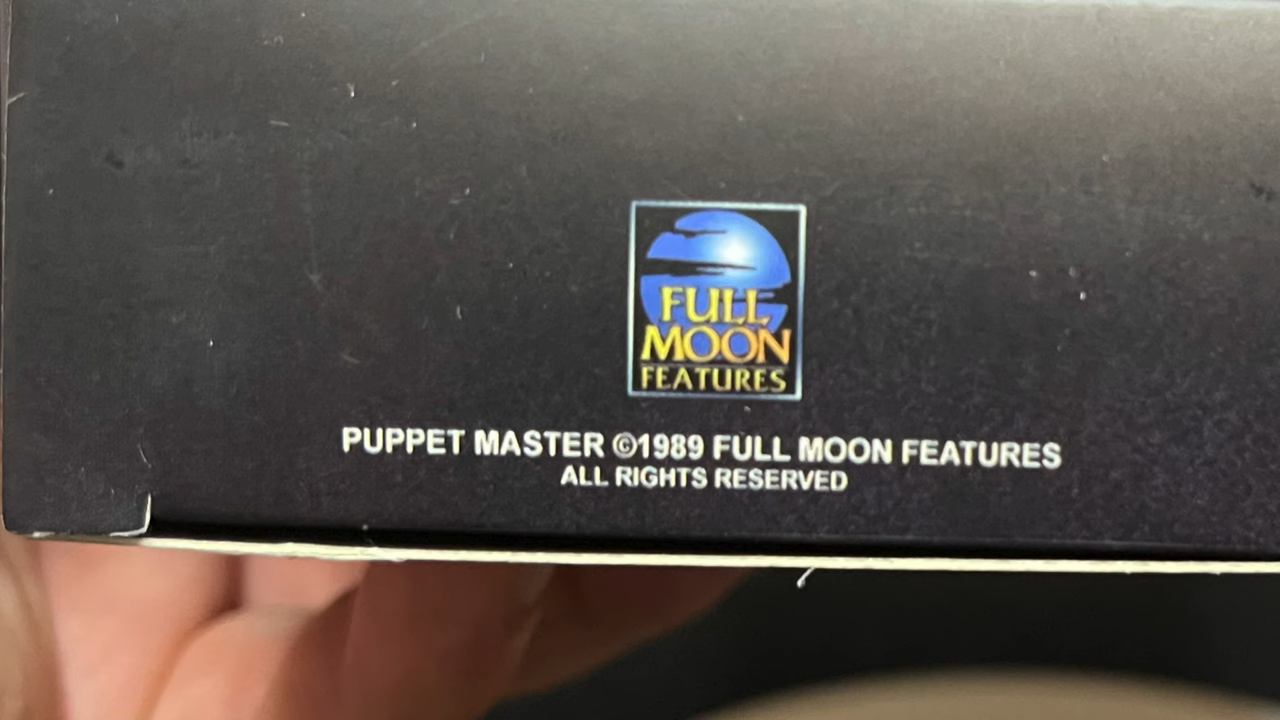 FULL
MOON
FEATURES
PUPPET MASTER ©1989 FULL MOON FEATURES
ALL RIGHTS RESERVED